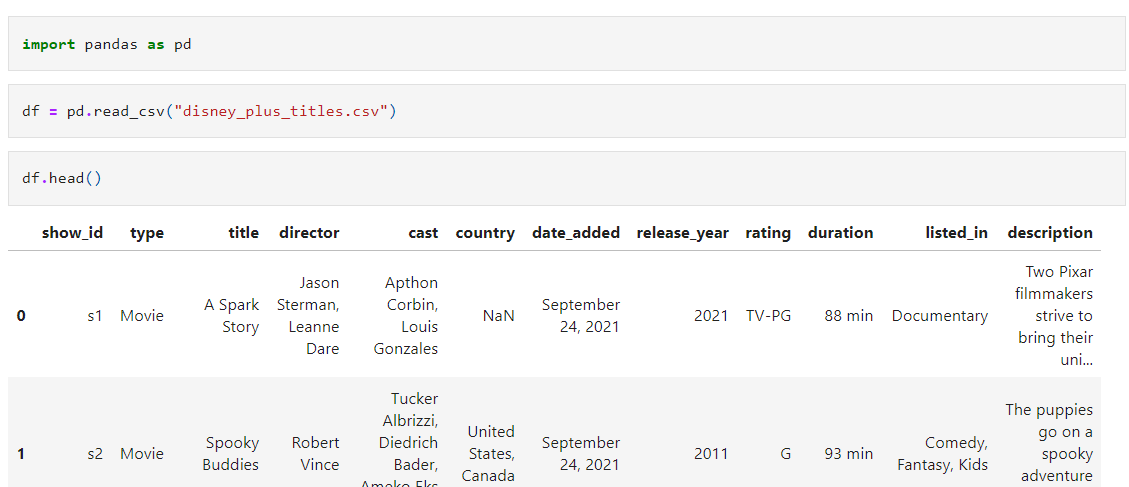 import pandas as pd
df = pd.read_csv("disney_plus_titles.csv")
df.head()
show_id type title director cast country date_added release_year rating duration listed_in description
0 s1 Movie A Spark Story Jason Sterman, Leanne Dare Apthon Corbin, Louis Gonzales NaN September 24, 2021 2021 TV-PG 88 min Documentary Two Pixar filmmakers strive to bring their uni...
1 s2 Movie Spooky Buddies Robert Vince Tucker Albrizzi, Diedrich Bader, United States, Canada September 24, 2021 2011 G 93 min Comedy, Fantasy, Kids The puppies go on a spooky adventure